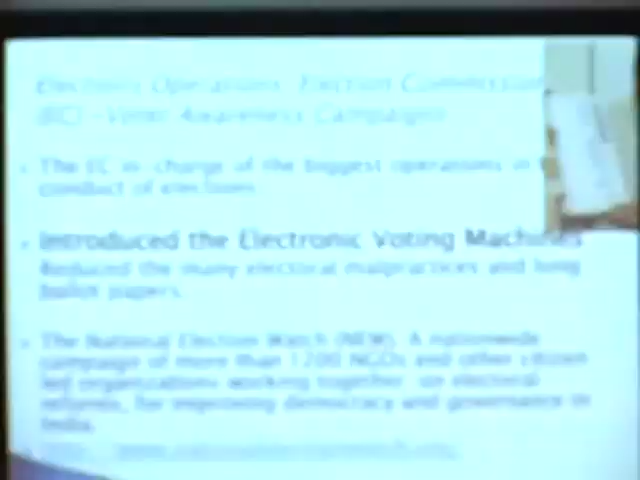 Elections Operations Election Commission
(EC) - Voter Awareness Campaigns
The EC in-charge of the biggest operations in
conduct of elections
Introduced the Electronic Voting Machines
Reduced the many electoral malpractices and long
ballot papers.
The National Election Watch (NEW). A nationwide
campaign of more than 1200 NGOs and other citizen
led organizations working together on electoral
reforms, for improving democracy and governance in
India.